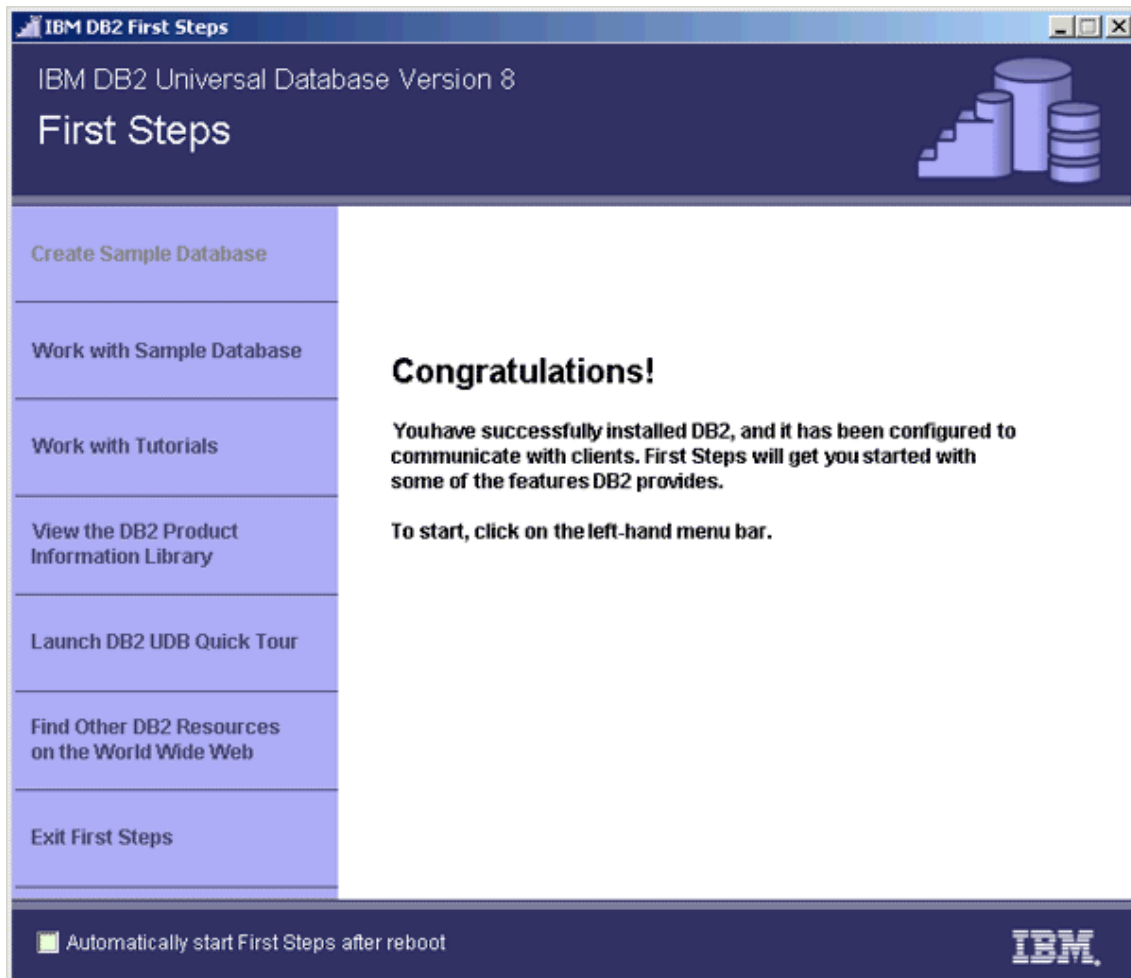 IBM DB2 First Steps
IBM DB2 Universal Database Version 8
First Steps
Create Sample Database
Work with Sample Database
Work with Tutorials
View the DB2 Product
Information Library
Launch DB2 UDB Quick Tour
Find Other DB2 Resources
on the World Wide Web
Exit First Steps
Congratulations!
Youhave successfully installed DB2, and it has been configured to
communicate with clients. First Steps will get you started with
some of the features DB2 provides.
To start, click on the left-hand menu bar.
Automatically start First Steps after reboot
IBM.